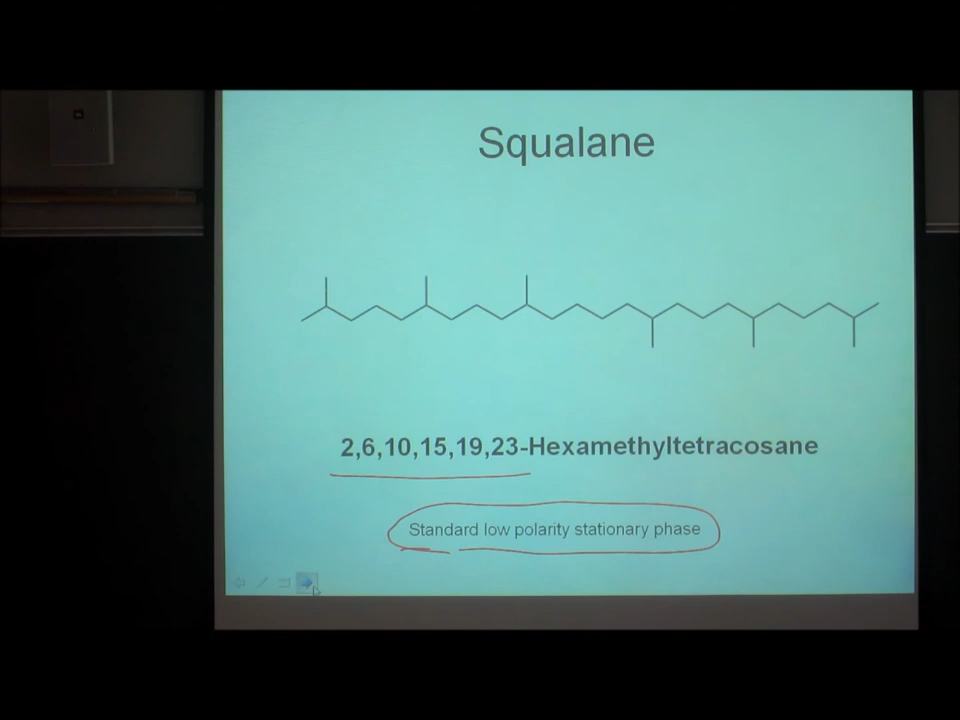 Squalane
2,6,10,15,19,23-Hexamethyltetracosane
Standard low polarity stationary phase